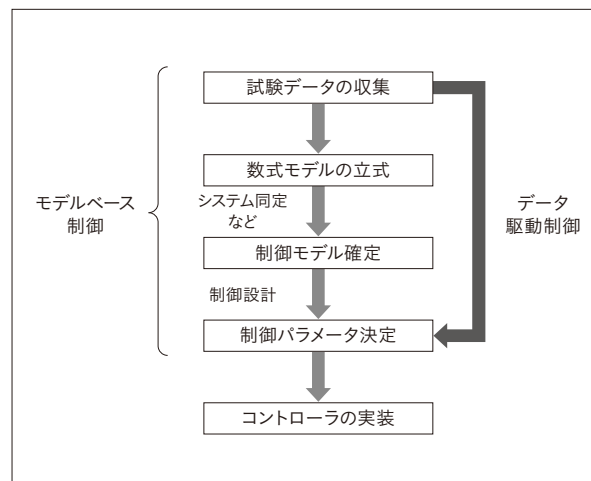 試験データの収集
数式モデルの立式
システム同定
など
モデルベース
制御
データ
駆動制御
制御モデル確定
制御設計
制御パラメータ決定
コントローラの実装